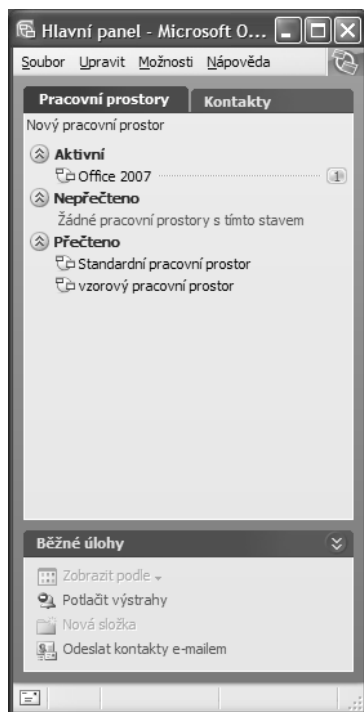 Hlavní panel - Microsoft O...
Soubor Upravit Možnosti Nápověda
Pracovní prostory Kontakty
Nový pracovní prostor
Aktivní
Office 2007 1
Nepřečteno
Žádné pracovní prostory s tímto stavem
Přečteno
Standardní pracovní prostor
vzorový pracovní prostor
Běžné úlohy
Zobrazit podle
Potlačit výstrahy
Nová složka
Odeslat kontakty e-mailem